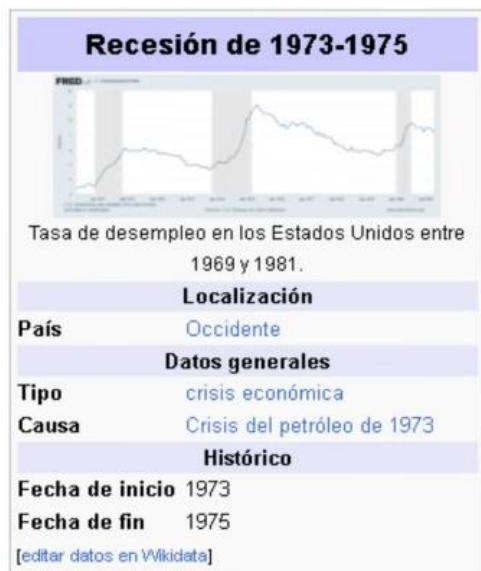 Recesión de 1973-1975
FRED
Tasa de desempleo en los Estados Unidos entre
1969 y 1981.
Localización
País Occidente
Datos generales
Tipo crisis económica
Causa Crisis del petróleo de 1973
Histórico
Fecha de inicio 1973
Fecha de fin 1975
[editar datos en Wikidata]